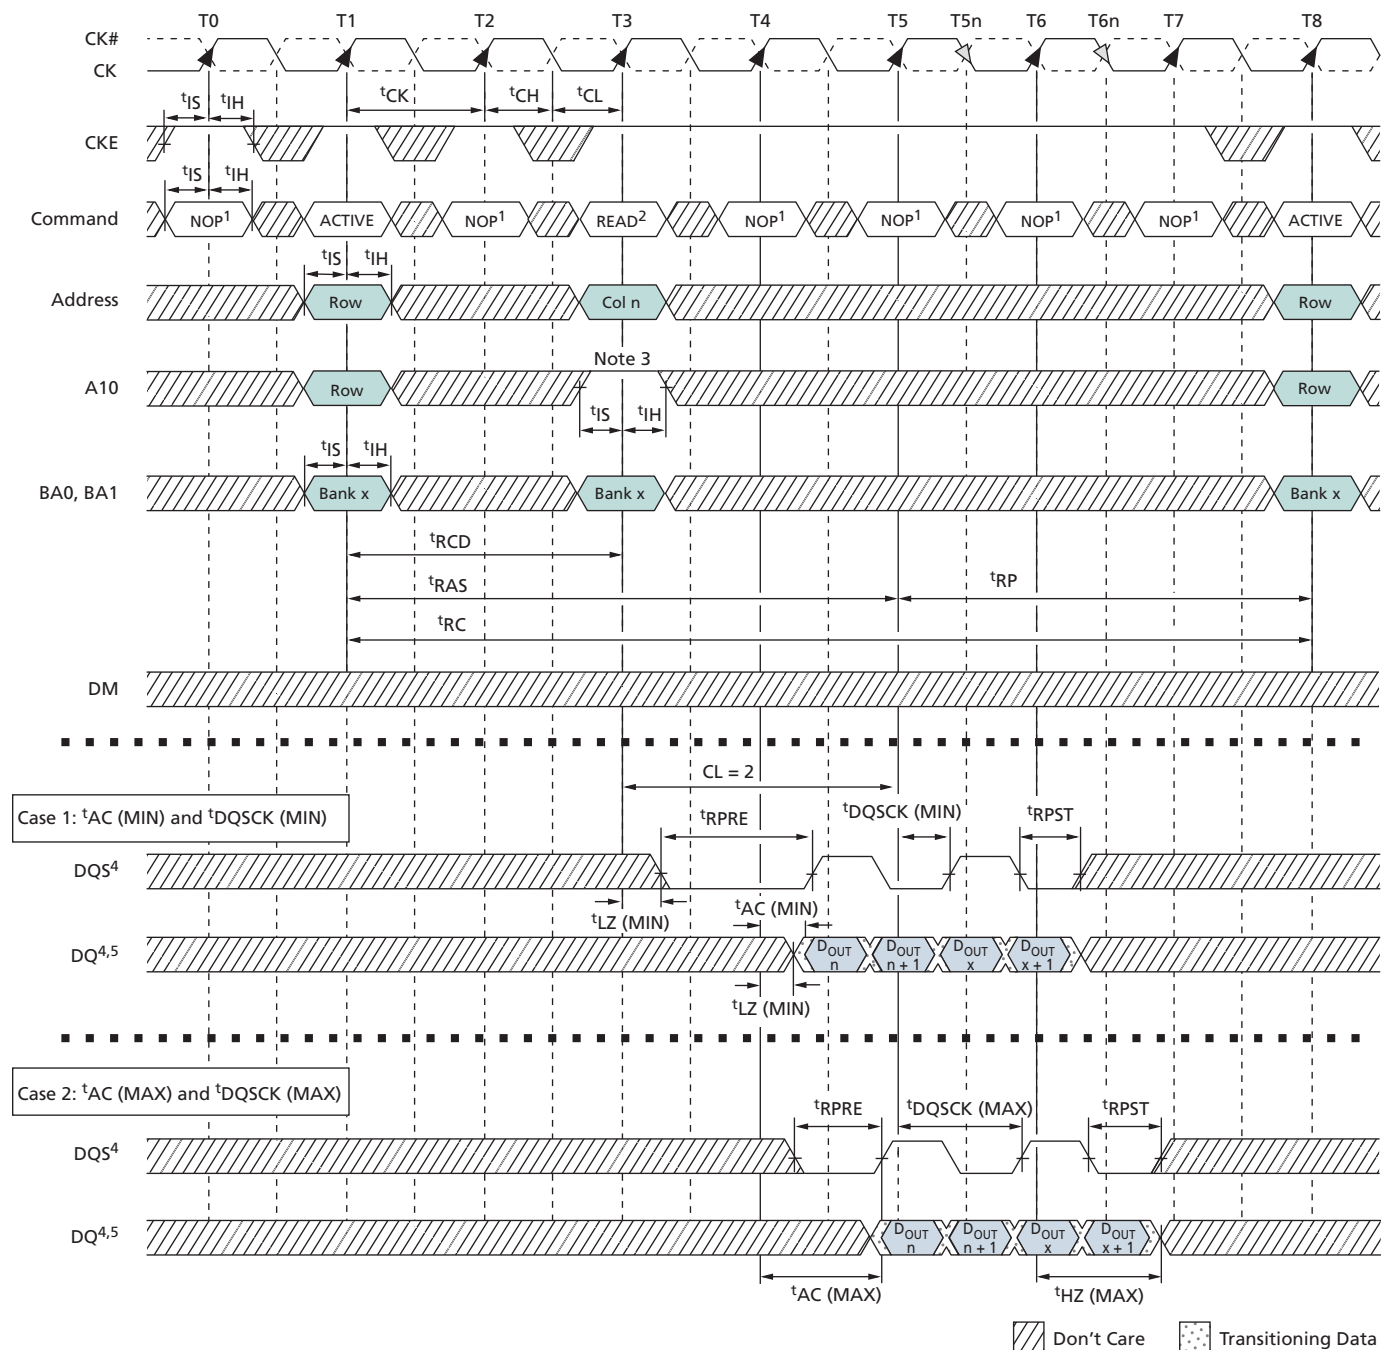 T0 T1 T2 T3 T4 T5 T5n T6 T6n T7 T8
CK#
CK
tIS tIH tCK tCH tCL
CKE
tIS tIH
Command NOP1 ACTIVE NOP1 READ2 NOP1 NOP1 NOP1 NOP1 ACTIVE
tIS tIH
Address Row Col n Row
Note 3
A10 Row Row
tIS tIH
tIS tIH
BA0, BA1 Bank x Bank x Bank x
tRCD
tRAS tRP
tRC
DM
CL = 2
Case 1: tAC (MIN) and tDQSCK (MIN)
tRPRE tDQSCK (MIN) tRPST
DQS4
tLZ (MIN) tAC (MIN)
DQ4,5 DOUT n DOUT n + 1 DOUT x DOUT x + 1
tLZ (MIN)
Case 2: tAC (MAX) and tDQSCK (MAX)
tRPRE tDQSCK (MAX) tRPST
DQS4
DQ4,5 DOUT n DOUT n + 1 DOUT x DOUT x + 1
tAC (MAX) tHZ (MAX)
Don't Care Transitioning Data